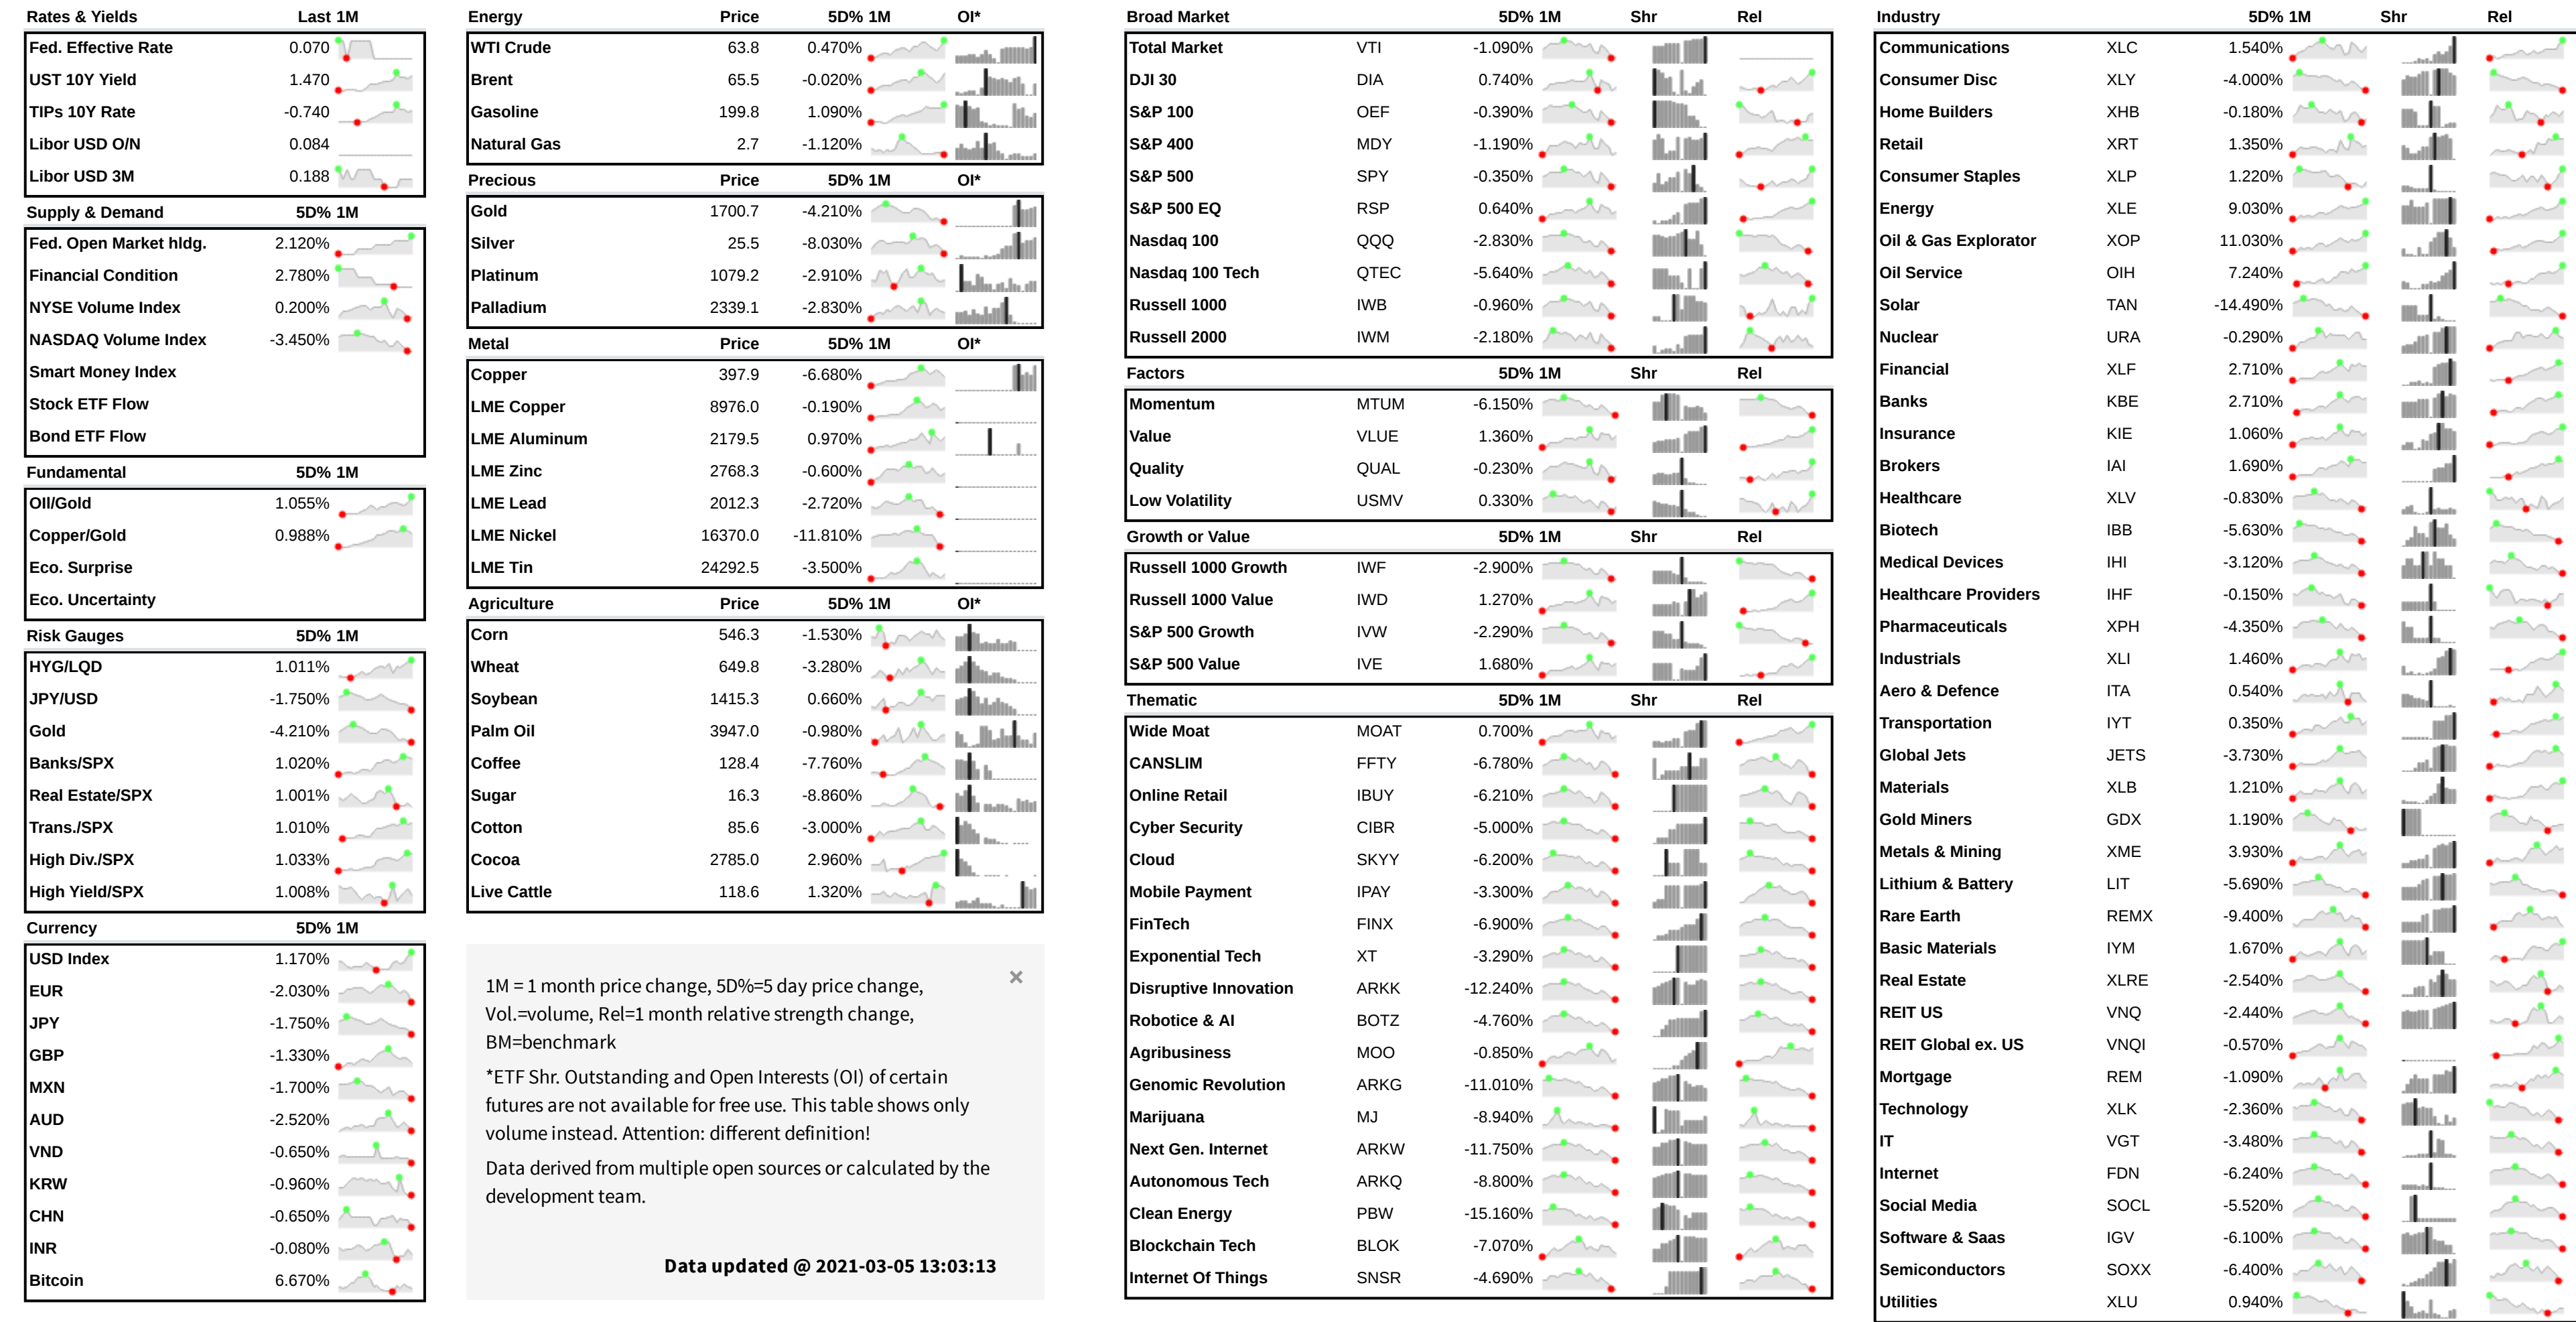 Rates & Yields Last 1M
Fed. Effective Rate 0.070
UST 10Y Yield 1.470
TIPs 10Y Rate -0.740
Libor USD O/N 0.084
Libor USD 3M 0.188
Supply & Demand 5D% 1M
Fed. Open Market hldg. 2.120%
Financial Condition 2.780%
NYSE Volume Index 0.200%
NASDAQ Volume Index -3.450%
Smart Money Index
Stock ETF Flow
Bond ETF Flow
Fundamental 5D% 1M
OIl/Gold 1.055%
Copper/Gold 0.988%
Eco. Surprise
Eco. Uncertainty
Risk Gauges 5D% 1M
HYG/LQD 1.011%
JPY/USD -1.750%
Gold -4.210%
Banks/SPX 1.020%
Real Estate/SPX 1.001%
Trans./SPX 1.010%
High Div./SPX 1.033%
High Yield/SPX 1.008%
Currency 5D% 1M
USD Index 1.170%
EUR -2.030%
JPY -1.750%
GBP -1.330%
MXN -1.700%
AUD -2.520%
VND -0.650%
KRW -0.960%
CHN -0.650%
INR -0.080%
Bitcoin 6.670%
Energy Price 5D% 1M OI*
WTI Crude 63.8 0.470%
Brent 65.5 -0.020%
Gasoline 199.8 1.090%
Natural Gas 2.7 -1.120%
Precious Price 5D% 1M OI*
Gold 1700.7 -4.210%
Silver 25.5 -8.030%
Platinum 1079.2 -2.910%
Palladium 2339.1 -2.830%
Metal Price 5D% 1M OI*
Copper 397.9 -6.680%
LME Copper 8976.0 -0.190%
LME Aluminum 2179.5 0.970%
LME Zinc 2768.3 -0.600%
LME Lead 2012.3 -2.720%
LME Nickel 16370.0 -11.810%
LME Tin 24292.5 -3.500%
Agriculture Price 5D% 1M OI*
Corn 546.3 -1.530%
Wheat 649.8 -3.280%
Soybean 1415.3 0.660%
Palm Oil 3947.0 -0.980%
Coffee 128.4 -7.760%
Sugar 16.3 -8.860%
Cotton 85.6 -3.000%
Cocoa 2785.0 2.960%
Live Cattle 118.6 1.320%
×
1M = 1 month price change, 5D%=5 day price change,
Vol.=volume, Rel=1 month relative strength change,
BM=benchmark
*ETF Shr. Outstanding and Open Interests (OI) of certain
futures are not available for free use. This table shows only
volume instead. Attention: different definition!
Data derived from multiple open sources or calculated by the
development team.
Data updated @ 2021-03-05 13:03:13
Broad Market 5D% 1M Shr Rel
Total Market VTI -1.090%
DJI 30 DIA 0.740%
S&P 100 OEF -0.390%
S&P 400 MDY -1.190%
S&P 500 SPY -0.350%
S&P 500 EQ RSP 0.640%
Nasdaq 100 QQQ -2.830%
Nasdaq 100 Tech QTEC -5.640%
Russell 1000 IWB -0.960%
Russell 2000 IWM -2.180%
Factors 5D% 1M Shr Rel
Momentum MTUM -6.150%
Value VLUE 1.360%
Quality QUAL -0.230%
Low Volatility USMV 0.330%
Growth or Value 5D% 1M Shr Rel
Russell 1000 Growth IWF -2.900%
Russell 1000 Value IWD 1.270%
S&P 500 Growth IVW -2.290%
S&P 500 Value IVE 1.680%
Thematic 5D% 1M Shr Rel
Wide Moat MOAT 0.700%
CANSLIM FFTY -6.780%
Online Retail IBUY -6.210%
Cyber Security CIBR -5.000%
Cloud SKYY -6.200%
Mobile Payment IPAY -3.300%
FinTech FINX -6.900%
Exponential Tech XT -3.290%
Disruptive Innovation ARKK -12.240%
Robotice & AI BOTZ -4.760%
Agribusiness MOO -0.850%
Genomic Revolution ARKG -11.010%
Marijuana MJ -8.940%
Next Gen. Internet ARKW -11.750%
Autonomous Tech ARKQ -8.800%
Clean Energy PBW -15.160%
Blockchain Tech BLOK -7.070%
Internet Of Things SNSR -4.690%
Industry 5D% 1M Shr Rel
Communications XLC 1.540%
Consumer Disc XLY -4.000%
Home Builders XHB -0.180%
Retail XRT 1.350%
Consumer Staples XLP 1.220%
Energy XLE 9.030%
Oil & Gas Explorator XOP 11.030%
Oil Service OIH 7.240%
Solar TAN -14.490%
Nuclear URA -0.290%
Financial XLF 2.710%
Banks KBE 2.710%
Insurance KIE 1.060%
Brokers IAI 1.690%
Healthcare XLV -0.830%
Biotech IBB -5.630%
Medical Devices IHI -3.120%
Healthcare Providers IHF -0.150%
Pharmaceuticals XPH -4.350%
Industrials XLI 1.460%
Aero & Defence ITA 0.540%
Transportation IYT 0.350%
Global Jets JETS -3.730%
Materials XLB 1.210%
Gold Miners GDX 1.190%
Metals & Mining XME 3.930%
Lithium & Battery LIT -5.690%
Rare Earth REMX -9.400%
Basic Materials IYM 1.670%
Real Estate XLRE -2.540%
REIT US VNQ -2.440%
REIT Global ex. US VNQI -0.570%
Mortgage REM -1.090%
Technology XLK -2.360%
IT VGT -3.480%
Internet FDN -6.240%
Social Media SOCL -5.520%
Software & Saas IGV -6.100%
Semiconductors SOXX -6.400%
Utilities XLU 0.940%